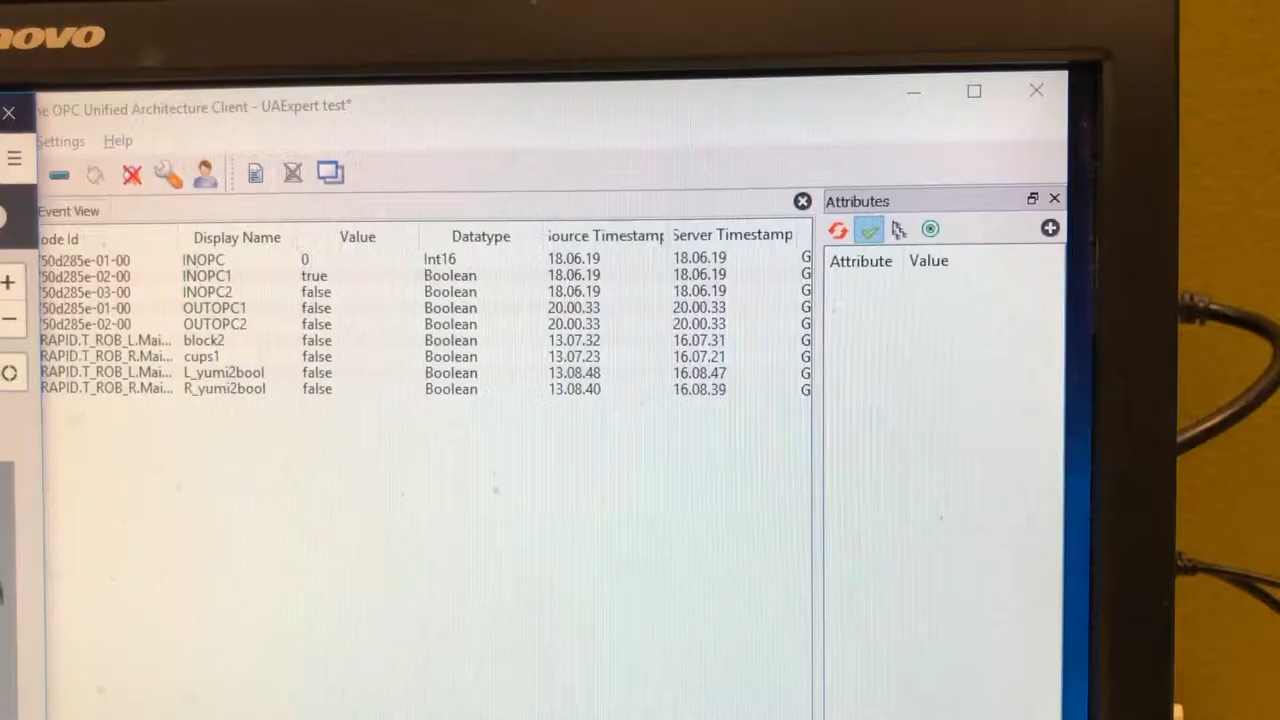 novo
he OPC Unified Architecture Client - UAExpert test*
Settings Help
Event View
Attributes
ode Id Display Name Value Datatype Source Timestamp Server Timestamp
Attribute Value
50d285e-01-00 INOPC 0 Int16 18.06.19 18.06.19 G
50d285e-02-00 INOPC1 true Boolean 18.06.19 18.06.19 G
50d285e-03-00 INOPC2 false Boolean 18.06.19 18.06.19 G
50d285e-01-00 OUTOPC1 false Boolean 20.00.33 20.00.33 G
50d285e-02-00 OUTOPC2 false Boolean 20.00.33 20.00.33 G
RAPID.T_ROB_L.Mai... block2 false Boolean 13.07.32 16.07.31 G
RAPID.T_ROB_R.Mai... cups1 false Boolean 13.07.23 16.07.21 G
RAPID.T_ROB_L.Mai... L_yumi2bool false Boolean 13.08.48 16.08.47 G
RAPID.T_ROB_R.Mai... R_yumi2bool false Boolean 13.08.40 16.08.39 G